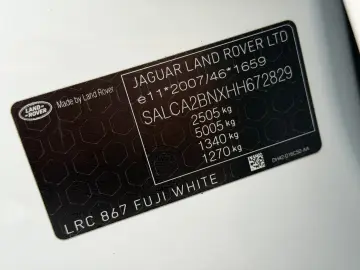 JAGUAR LAND ROVER LTD
e11*2007/46*1659
LAND ROVER
Made by Land Rover
SALCA2BNXHH672829
2505 kg
5005 kg
1340 kg
1270 kg
LRC 867 FUJI WHITE